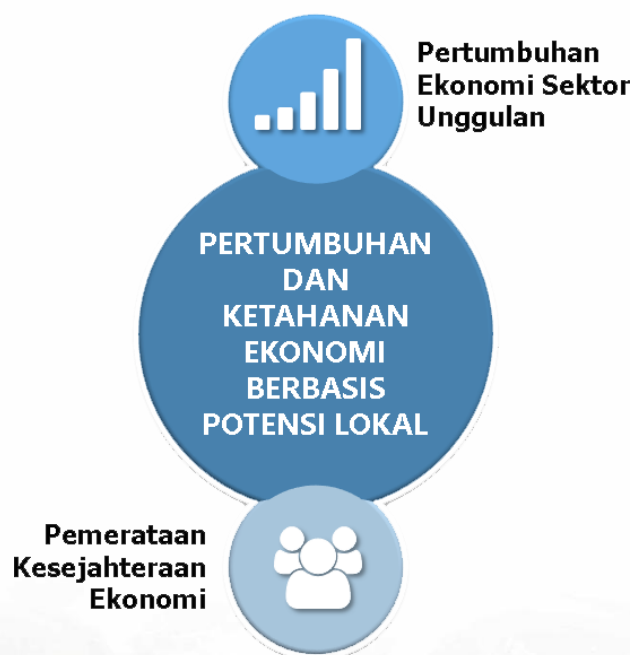 Pertumbuhan
Ekonomi Sektor
Unggulan
PERTUMBUHAN
DAN
KETAHANAN
EKONOMI
BERBASIS
POTENSI LOKAL
Pemerataan
Kesejahteraan
Ekonomi